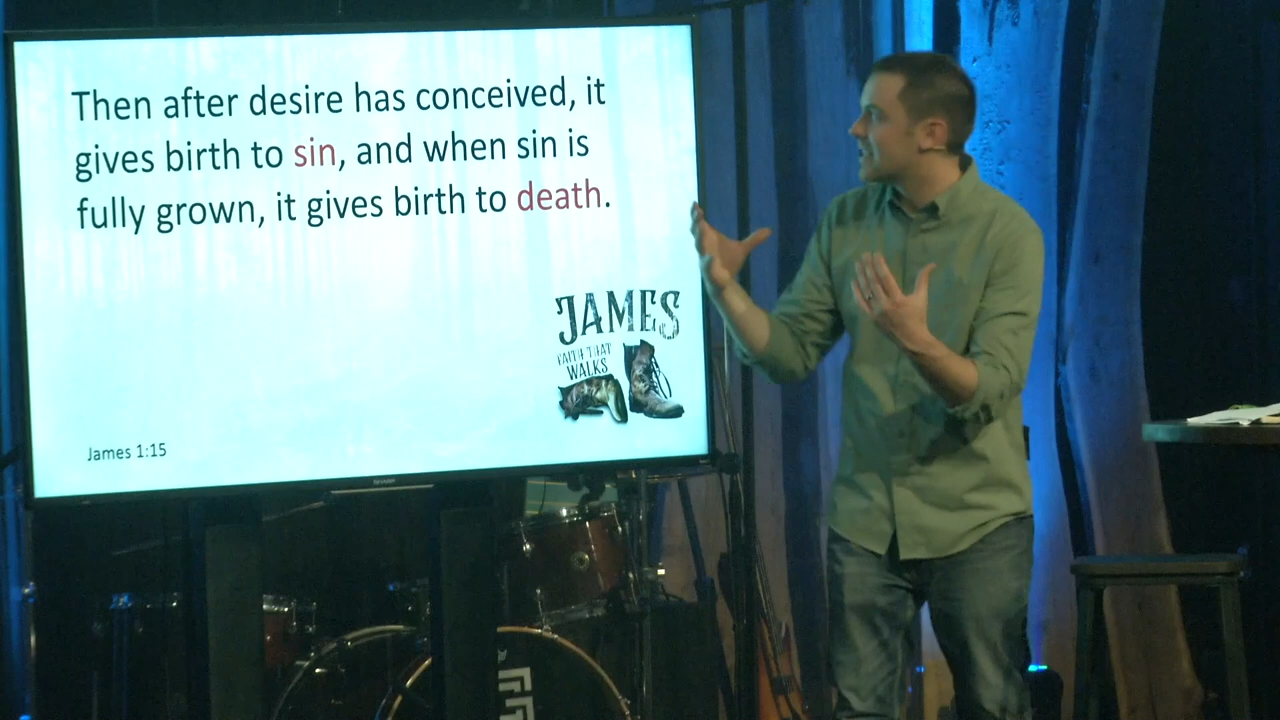 Then after desire has conceived, it
gives birth to sin, and when sin is
fully grown, it gives birth to death.
JAMES
FAITH THAT
WALKS
James 1:15
SHARP